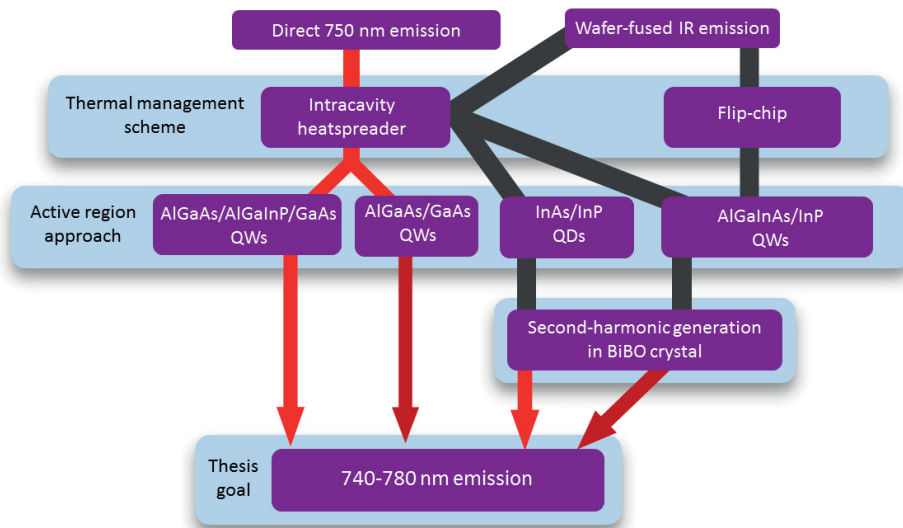 Direct 750 nm emission
Wafer-fused IR emission
Thermal management
scheme
Intracavity
heatspreader
Flip-chip
Active region
approach
AlGaAs/AlGaInP/GaAs
QWs
AlGaAs/GaAs
QWs
InAs/InP
QDs
AlGaInAs/InP
QWs
Second-harmonic generation
in BiBO crystal
Thesis
goal
740-780 nm emission